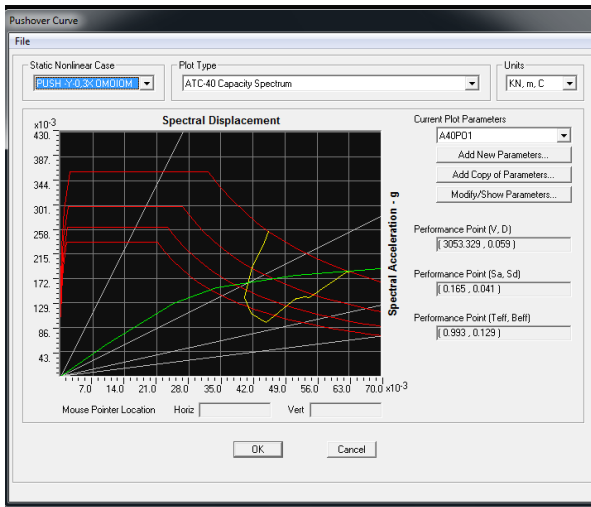 Pushover Curve
File
Static Nonlinear Case
PUSH -Y-0,3X OMOIOM
Plot Type
ATC-40 Capacity Spectrum
Units
KN, m, C
x10-3
Spectral Displacement
430.
387.
344.
301.
258.
215.
172.
129.
86.
43.
7.0 14.0 21.0 28.0 35.0 42.0 49.0 56.0 63.0 70.0 x10-3
Spectral Acceleration - g
Mouse Pointer Location Horiz Vert
Current Plot Parameters
A40PO1
Add New Parameters...
Add Copy of Parameters...
Modify/Show Parameters...
Performance Point (V, D)
( 3053.329 , 0.059 )
Performance Point (Sa, Sd)
( 0.165 , 0.041 )
Performance Point (Teff, Beff)
( 0.993 , 0.129 )
OK Cancel